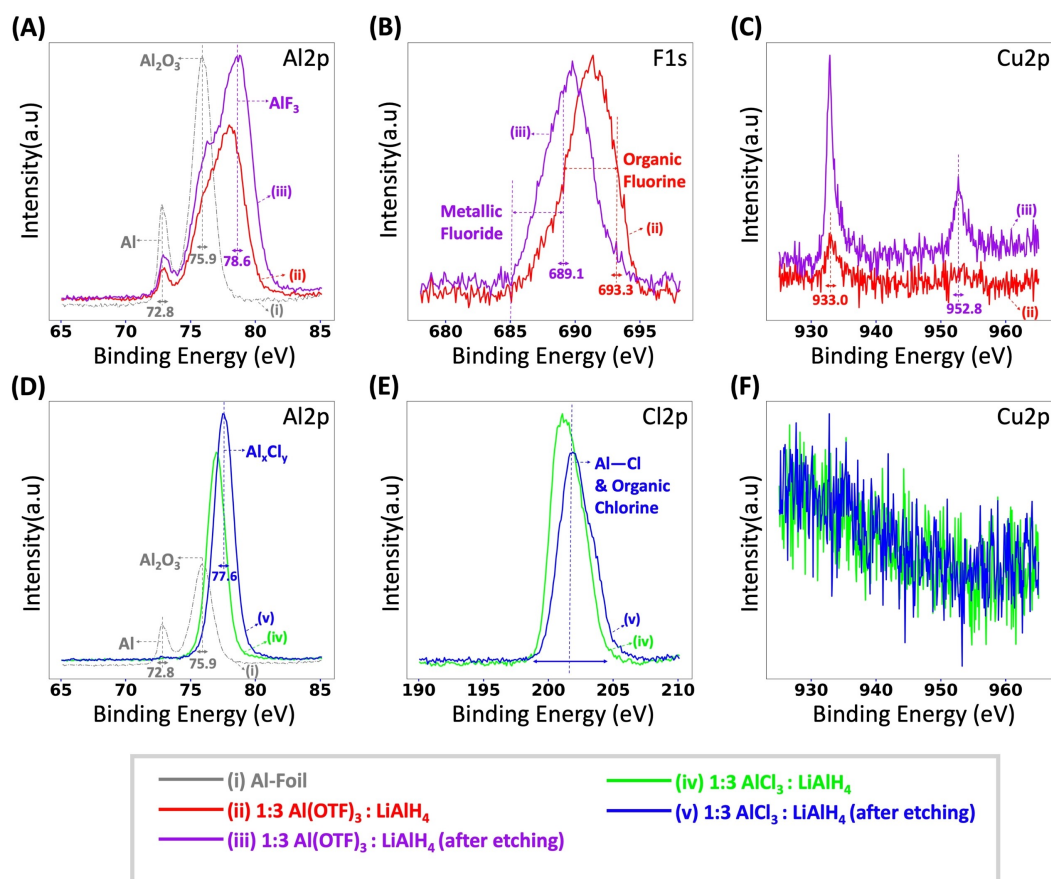 (A)
Al2p
Al₂O₃
AlF₃
Al
(iii)
75.9
78.6
(ii)
72.8
(i)
Intensity(a.u)
65 70 75 80 85
Binding Energy (eV)
(B)
F1s
(iii)
Organic
Fluorine
Metallic
Fluoride
(ii)
689.1
693.3
Intensity(a.u)
680 685 690 695
Binding Energy (eV)
(C)
Cu2p
(iii)
933.0
952.8
(ii)
Intensity(a.u)
930 940 950 960
Binding Energy (eV)
(D)
Al2p
AlₓClᵧ
Al₂O₃
77.6
Al
(v)
(iv)
75.9
72.8
(i)
Intensity(a.u)
65 70 75 80 85
Binding Energy (eV)
(E)
Cl2p
Al—Cl
& Organic
Chlorine
(v)
(iv)
Intensity(a.u)
190 195 200 205 210
Binding Energy (eV)
(F)
Cu2p
Intensity(a.u)
930 940 950 960
Binding Energy (eV)
(i) Al-Foil
(ii) 1:3 Al(OTF)₃ : LiAlH₄
(iii) 1:3 Al(OTF)₃ : LiAlH₄ (after etching)
(iv) 1:3 AlCl₃ : LiAlH₄
(v) 1:3 AlCl₃ : LiAlH₄ (after etching)